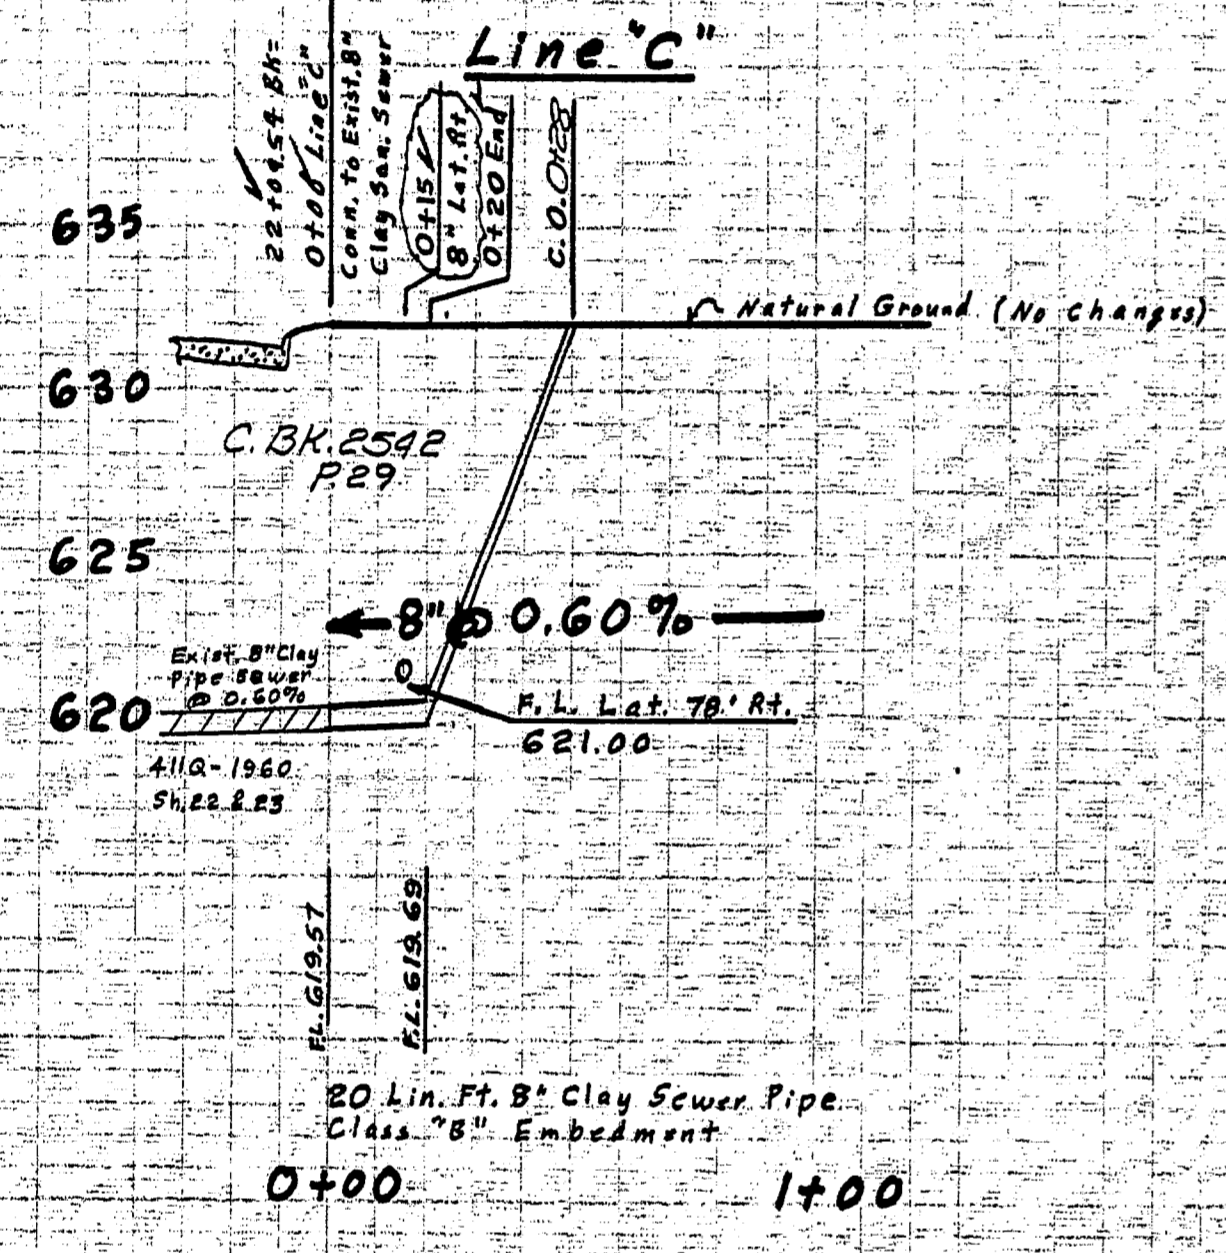 Line "C"
22+09.54 BK=
0+00 Line "C"
Conn. to Exist. 8"
Clay San. Sewer
0+15
8" Lat. Rt.
0+20 End
C.O. 0+28
635
Natural Ground (No Changes)
630
C. BK. 2542
P. 29
625
8" @ 0.60%
Exist. 8" Clay
Pipe Sewer
@ 0.60%
620
F. L. Lat. 78' Rt.
621.00
411Q-1960
Sh. 22 & 23
F.L. 619.57
F.L. 619.69
20 Lin. Ft. 8" Clay Sewer Pipe
Class "B" Embedment
0+00
1+00